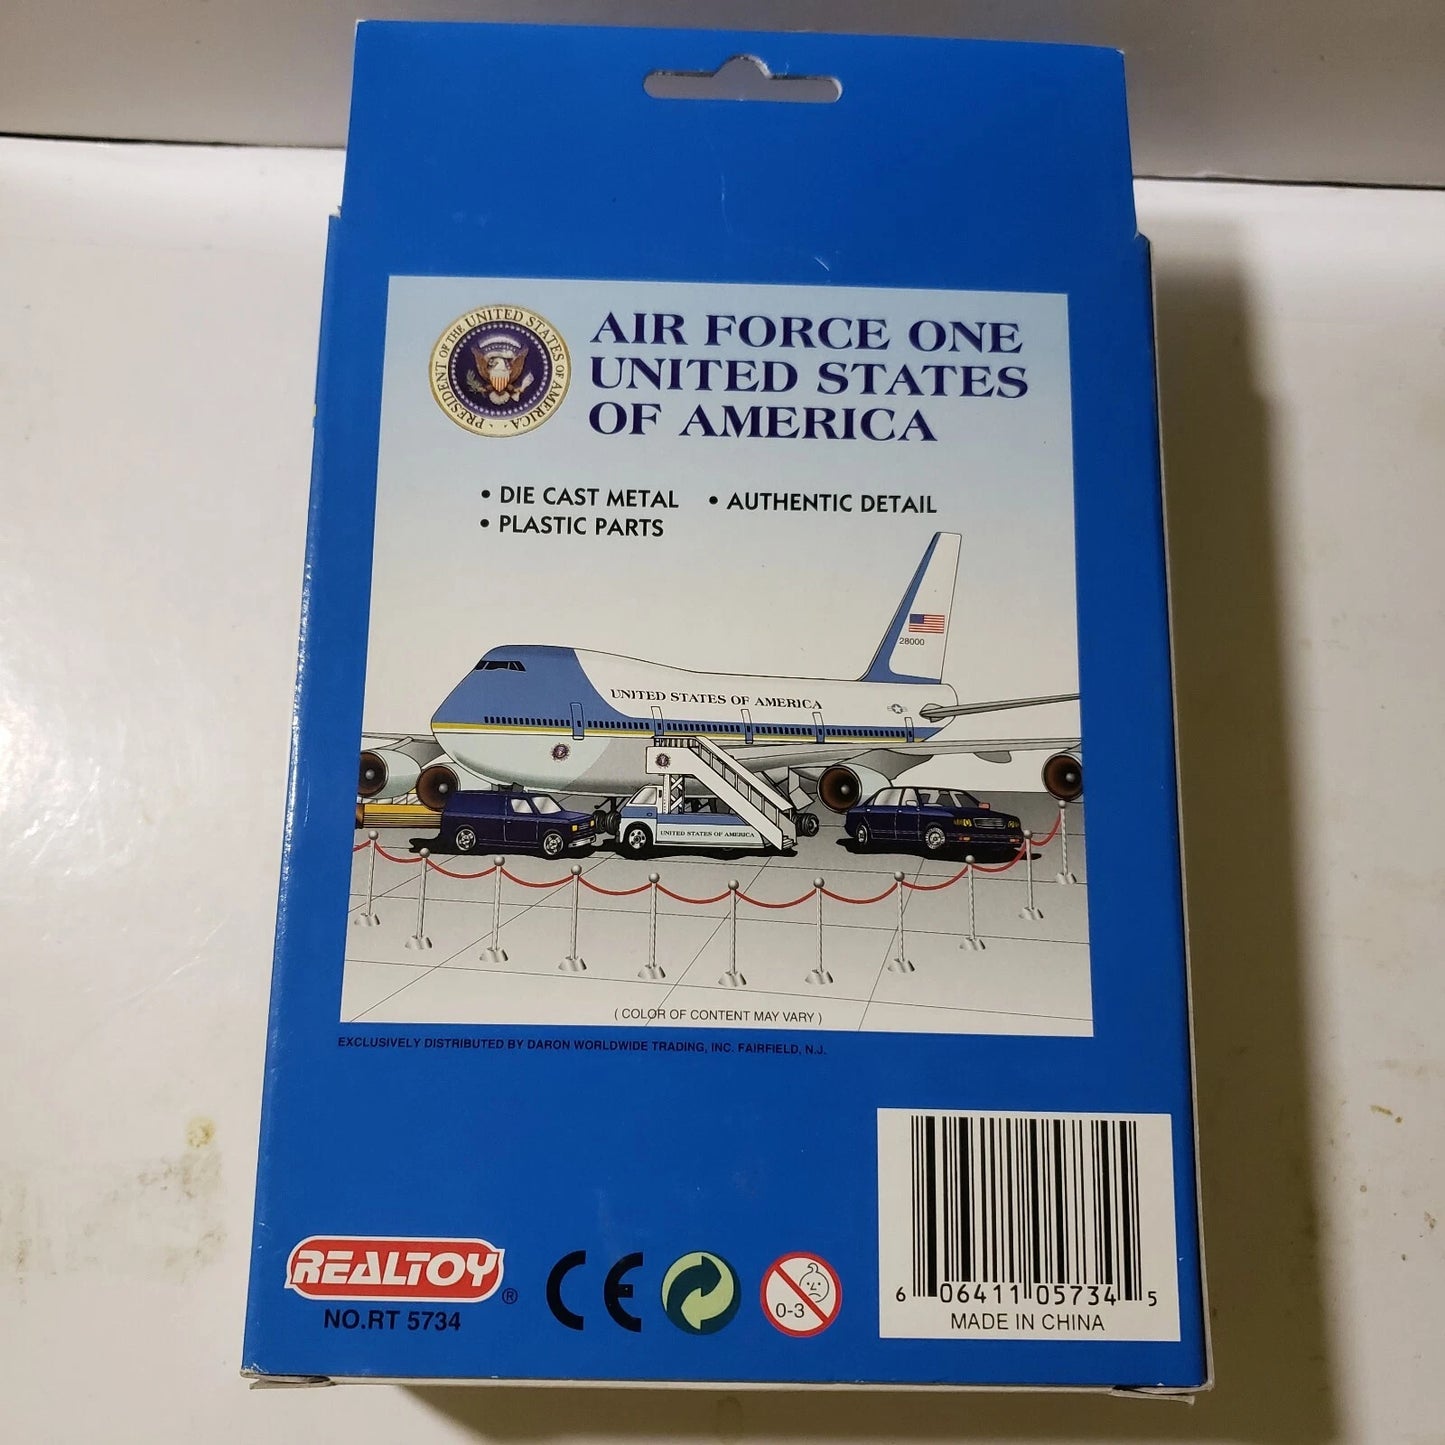 PRESIDENT OF THE UNITED STATES OF AMERICA
AIR FORCE ONE
UNITED STATES
OF AMERICA
• DIE CAST METAL
• AUTHENTIC DETAIL
• PLASTIC PARTS
28000
UNITED STATES OF AMERICA
UNITED STATES OF AMERICA
( COLOR OF CONTENT MAY VARY )
EXCLUSIVELY DISTRIBUTED BY DARON WORLDWIDE TRADING, INC. FAIRFIELD, N.J.
REALTOY ®
NO.RT 5734
CE
0-3
6 06411 05734 5
MADE IN CHINA